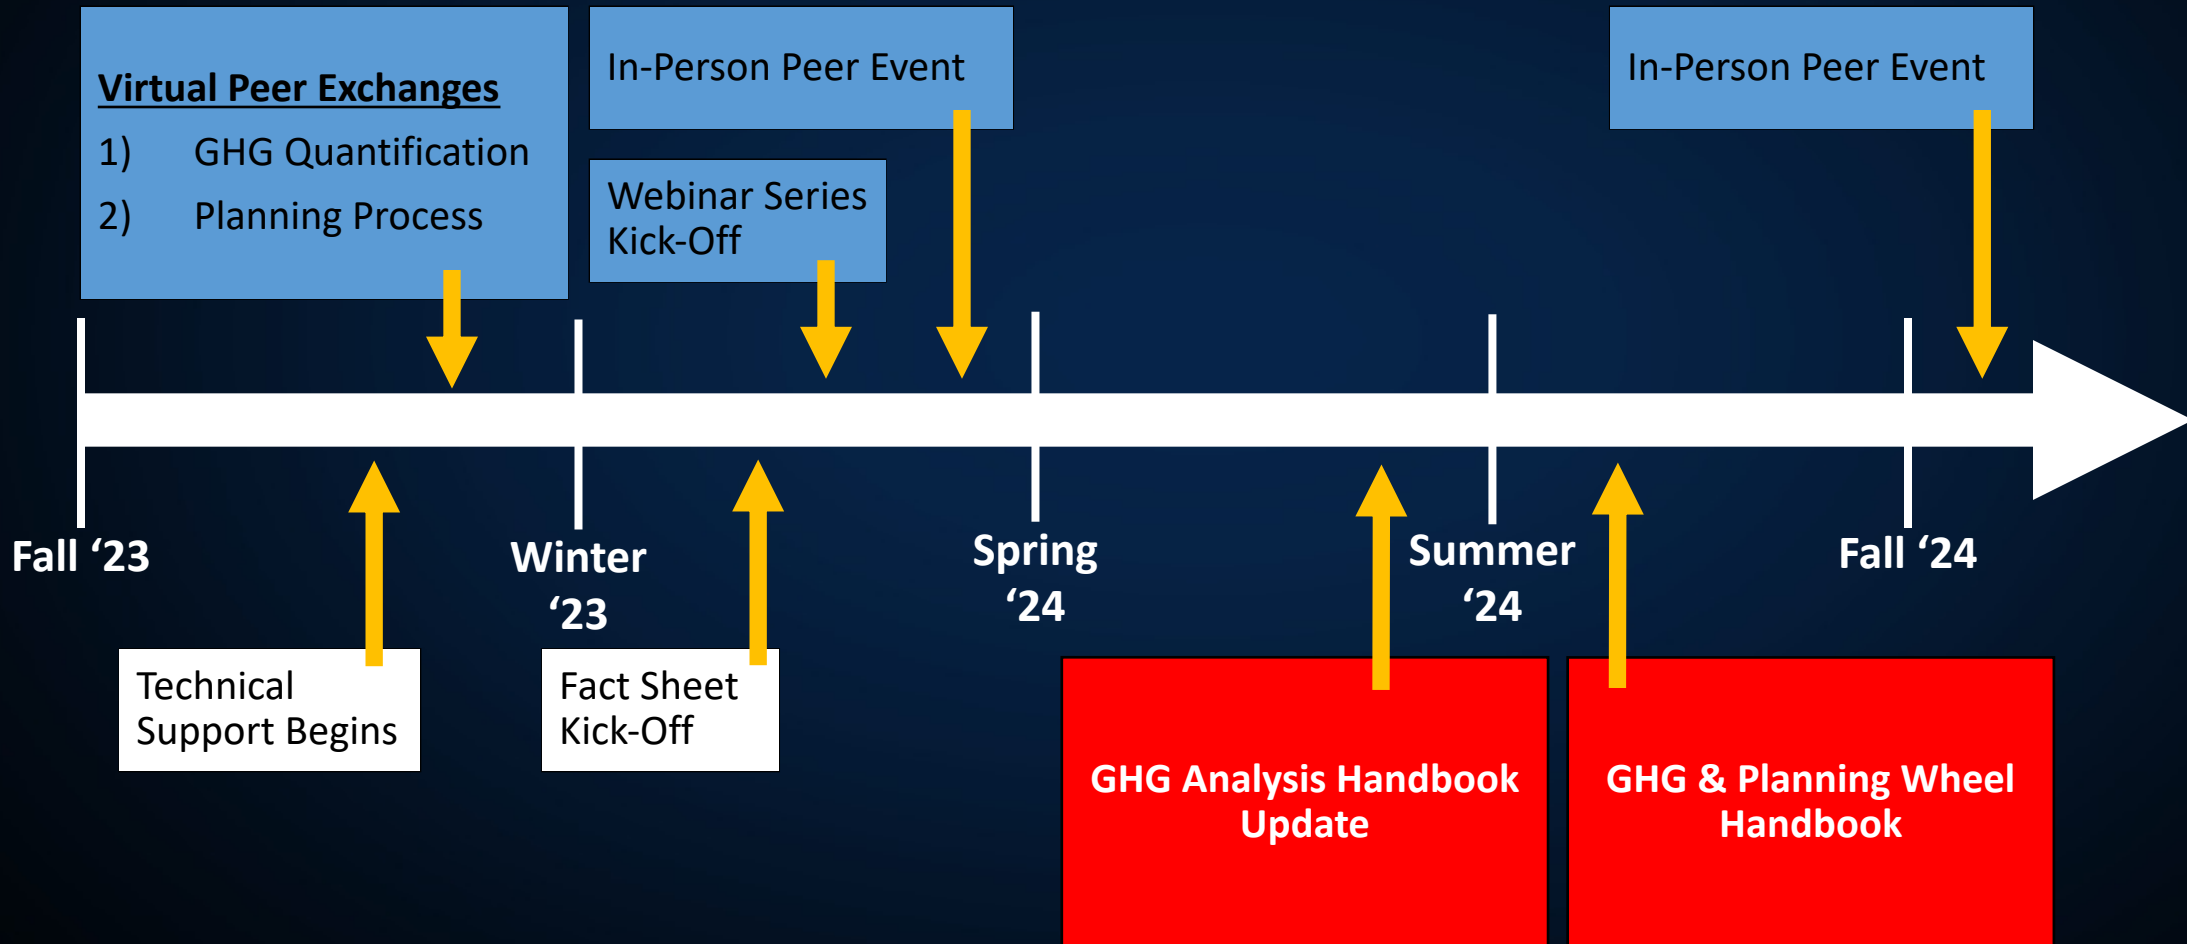 Virtual Peer Exchanges
1) GHG Quantification
2) Planning Process
In-Person Peer Event
Webinar Series
Kick-Off
In-Person Peer Event
Fall ‘23
Winter
‘23
Spring
‘24
Summer
‘24
Fall ‘24
Technical
Support Begins
Fact Sheet
Kick-Off
GHG Analysis Handbook
Update
GHG & Planning Wheel
Handbook